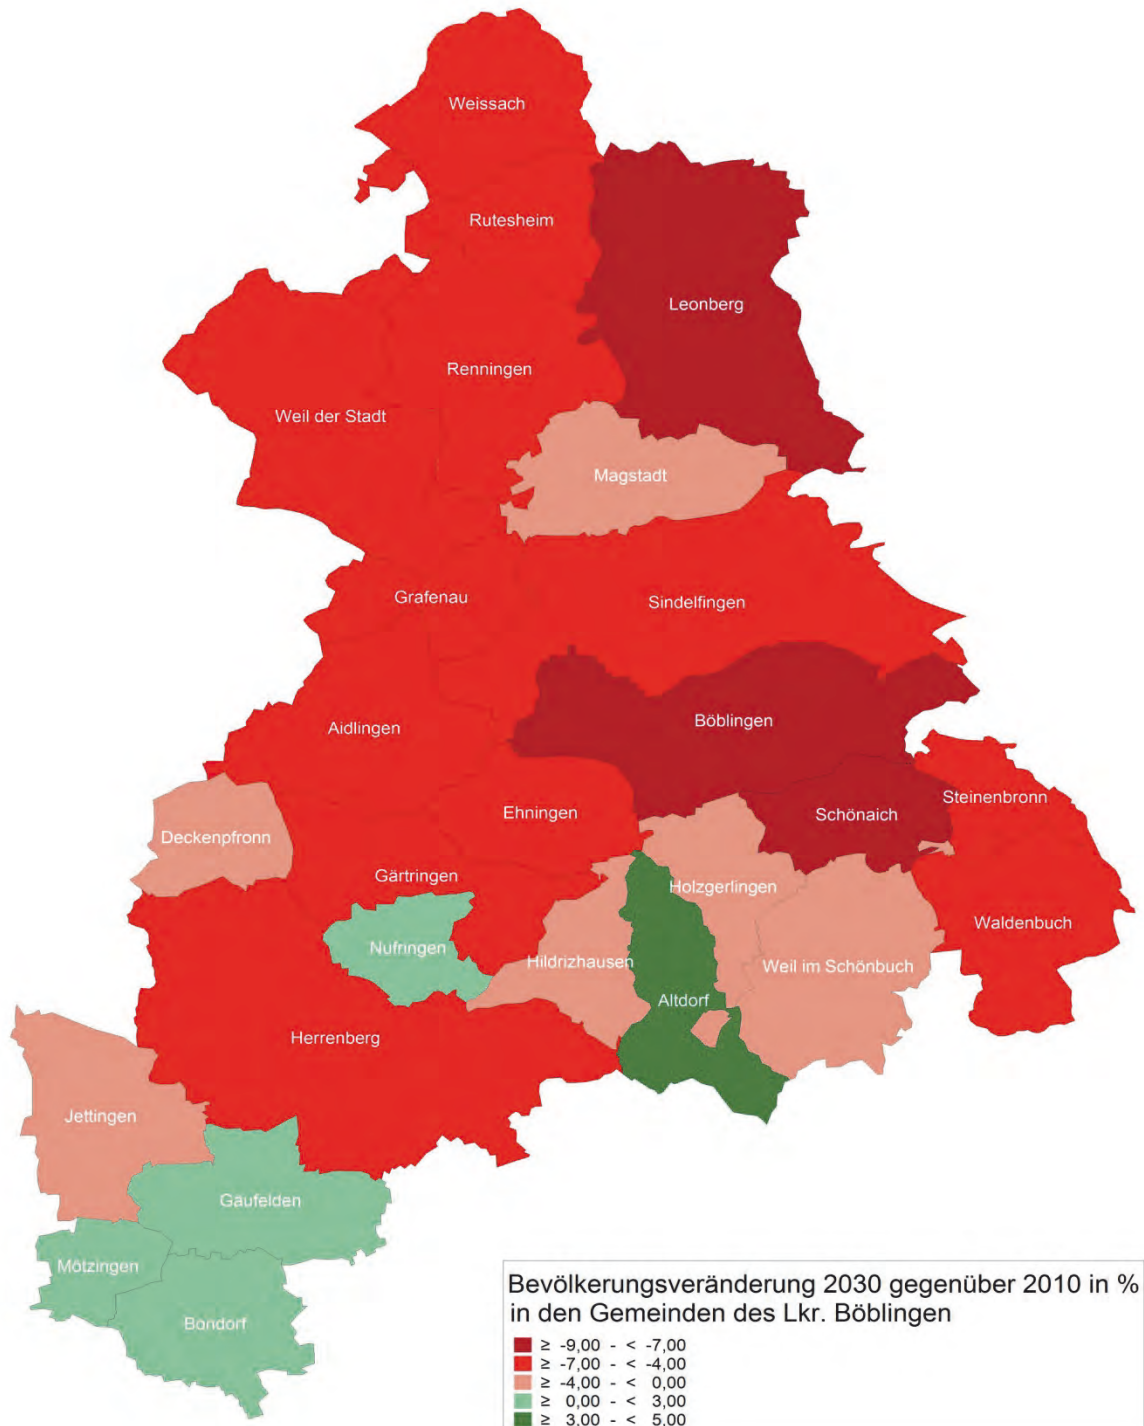 Weissach
Rutesheim
Leonberg
Renningen
Weil der Stadt
Magstadt
Grafenau
Sindelfingen
Böblingen
Aidlingen
Steinenbronn
Ehningen
Schönaich
Deckenpfronn
Gärtringen
Holzgerlingen
Waldenbuch
Nufringen
Hildrizhausen
Weil im Schönbuch
Altdorf
Herrenberg
Jettingen
Gäufelden
Mötzingen
Bondorf
Bevölkerungsveränderung 2030 gegenüber 2010 in %
in den Gemeinden des Lkr. Böblingen
≥ -9,00 - < -7,00
≥ -7,00 - < -4,00
≥ -4,00 - < 0,00
≥ 0,00 - < 3,00
≥ 3,00 - < 5,00